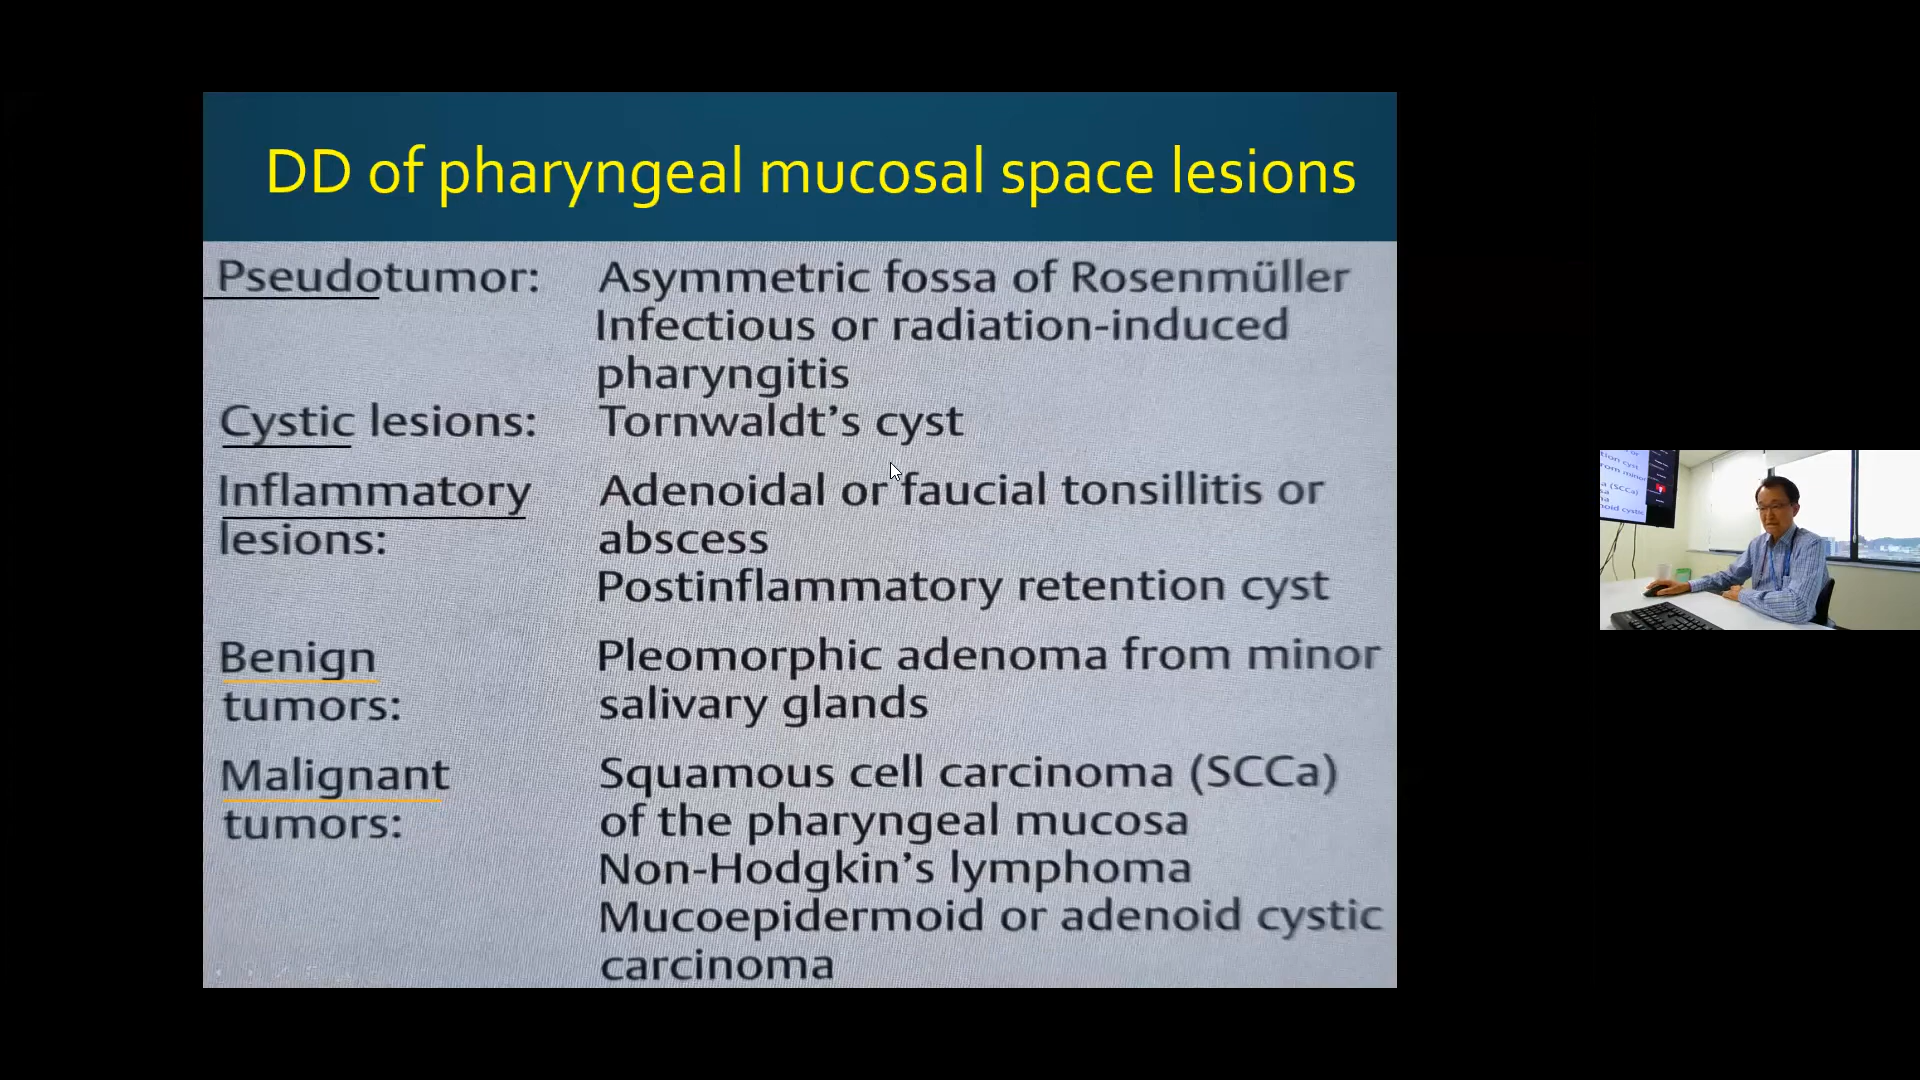 DD of pharyngeal mucosal space lesions
Pseudotumor: Asymmetric fossa of Rosenmüller
Infectious or radiation-induced
pharyngitis
Cystic lesions: Tornwaldt’s cyst
Inflammatory Adenoidal or faucial tonsillitis or
lesions: abscess
Postinflammatory retention cyst
Benign Pleomorphic adenoma from minor
tumors: salivary glands
Malignant Squamous cell carcinoma (SCCa)
tumors: of the pharyngeal mucosa
Non-Hodgkin’s lymphoma
Mucoepidermoid or adenoid cystic
carcinoma